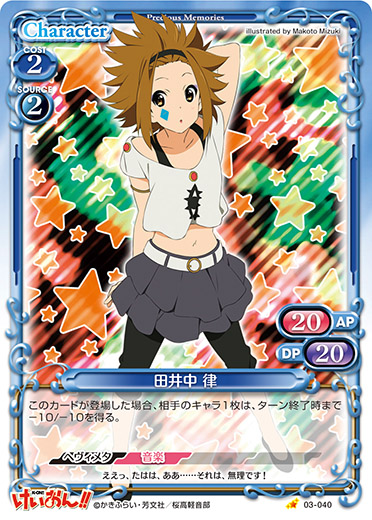 Precious Memories
Character
illustrated by Makoto Mizuki
COST
2
SOURCE
2
20 AP
DP 20
田井中 律
このカードが登場した場合、相手のキャラ1枚は、ターン終了時まで
−10/−10を得る。
ヘヴィメタ 音楽
ええっ、たはは、ああ……それは、無理です！
けいおん!!
©かきふらい・芳文社／桜高軽音部
03-040